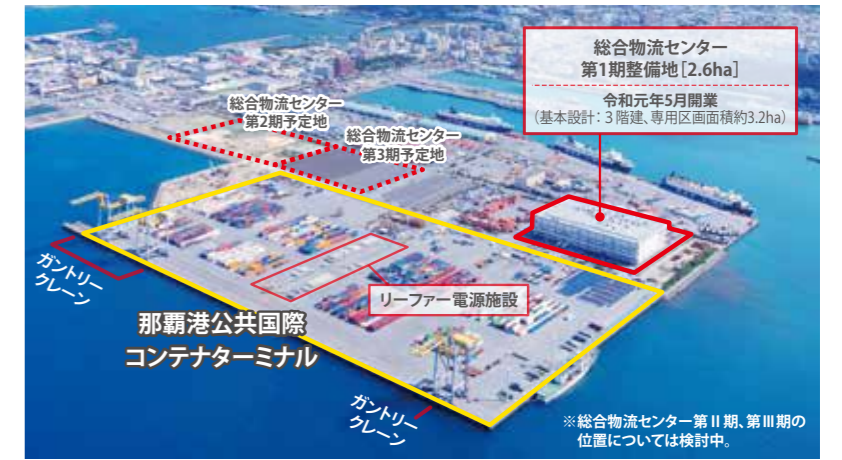 総合物流センター
第1期整備地[2.6ha]
令和元年5月開業
(基本設計:3階建、専用区画面積約3.2ha)
総合物流センター
第2期予定地
総合物流センター
第3期予定地
ガントリー
クレーン
リーファー電源施設
那覇港公共国際
コンテナターミナル
ガントリー
クレーン
※総合物流センター第Ⅱ期、第Ⅲ期の
位置については検討中。